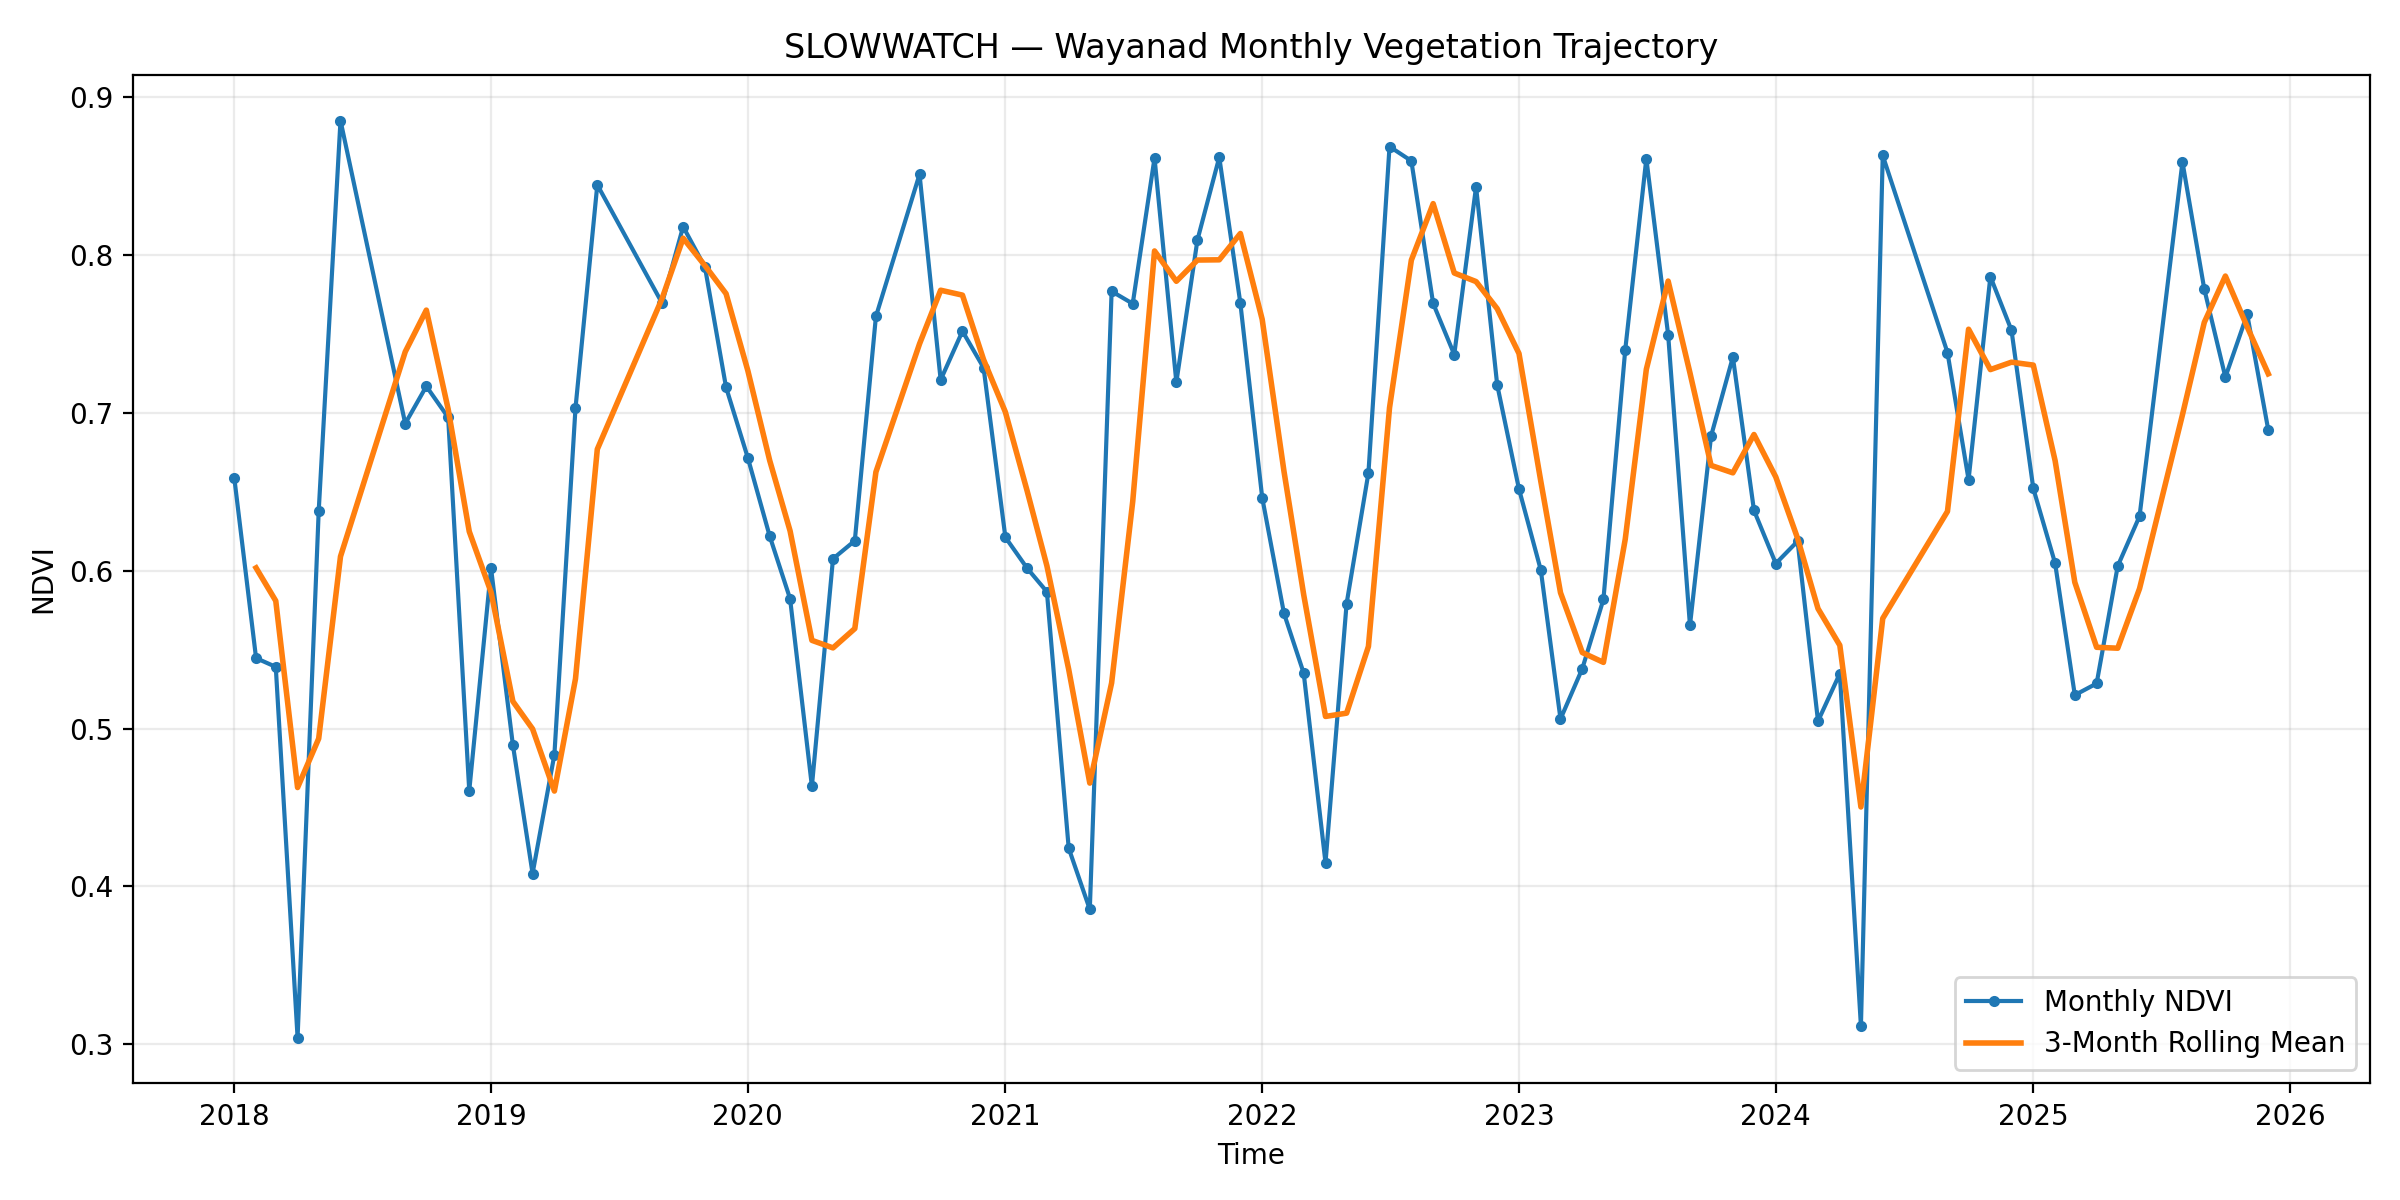 SLOWWATCH — Wayanad Monthly Vegetation Trajectory
0.9
0.8
0.7
0.6
0.5
0.4
0.3
NDVI
2018 2019 2020 2021 2022 2023 2024 2025 2026
Time
Monthly NDVI
3-Month Rolling Mean